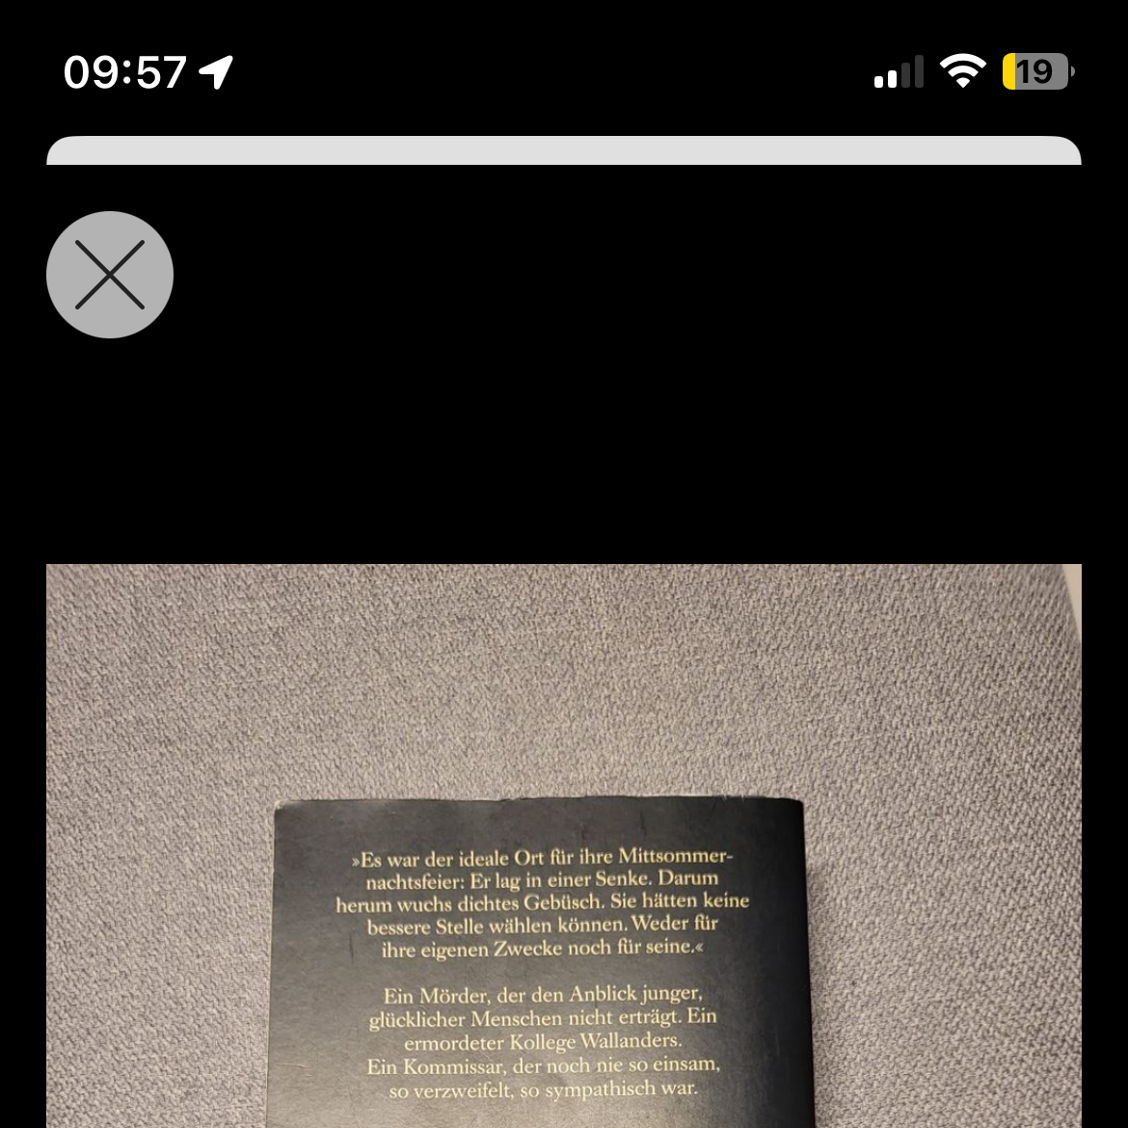 09:57
19
»Es war der ideale Ort für ihre Mittsommer-
nachtsfeier: Er lag in einer Senke. Darum
herum wuchs dichtes Gebüsch. Sie hätten keine
bessere Stelle wählen können. Weder für
ihre eigenen Zwecke noch für seine.«
Ein Mörder, der den Anblick junger,
glücklicher Menschen nicht erträgt. Ein
ermordeter Kollege Wallanders.
Ein Kommissar, der noch nie so einsam,
so verzweifelt, so sympathisch war.